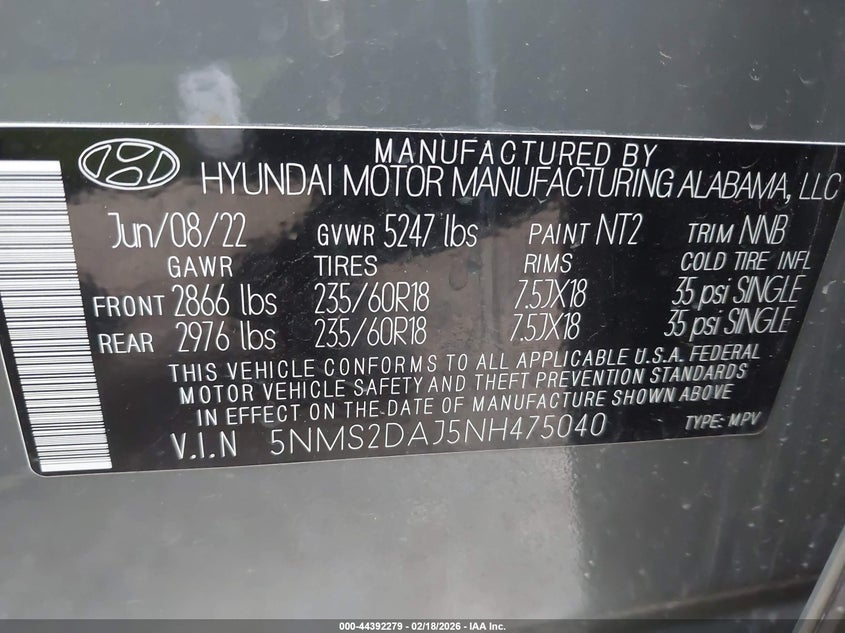 MANUFACTURED BY
HYUNDAI MOTOR MANUFACTURING ALABAMA, LLC
Jun/08/22 GVWR 5247 lbs PAINT NT2 TRIM NNB
GAWR TIRES RIMS COLD TIRE INFL
FRONT 2866 lbs 235/60R18 7.5JX18 35 psi SINGLE
REAR 2976 lbs 235/60R18 7.5JX18 35 psi SINGLE
THIS VEHICLE CONFORMS TO ALL APPLICABLE U.S.A. FEDERAL
MOTOR VEHICLE SAFETY AND THEFT PREVENTION STANDARDS
IN EFFECT ON THE DATE OF MANUFACTURE SHOWN ABOVE
V.I.N 5NMS2DAJ5NH475040 TYPE: MPV
000-44392279 - 02/18/2026 - IAA Inc.